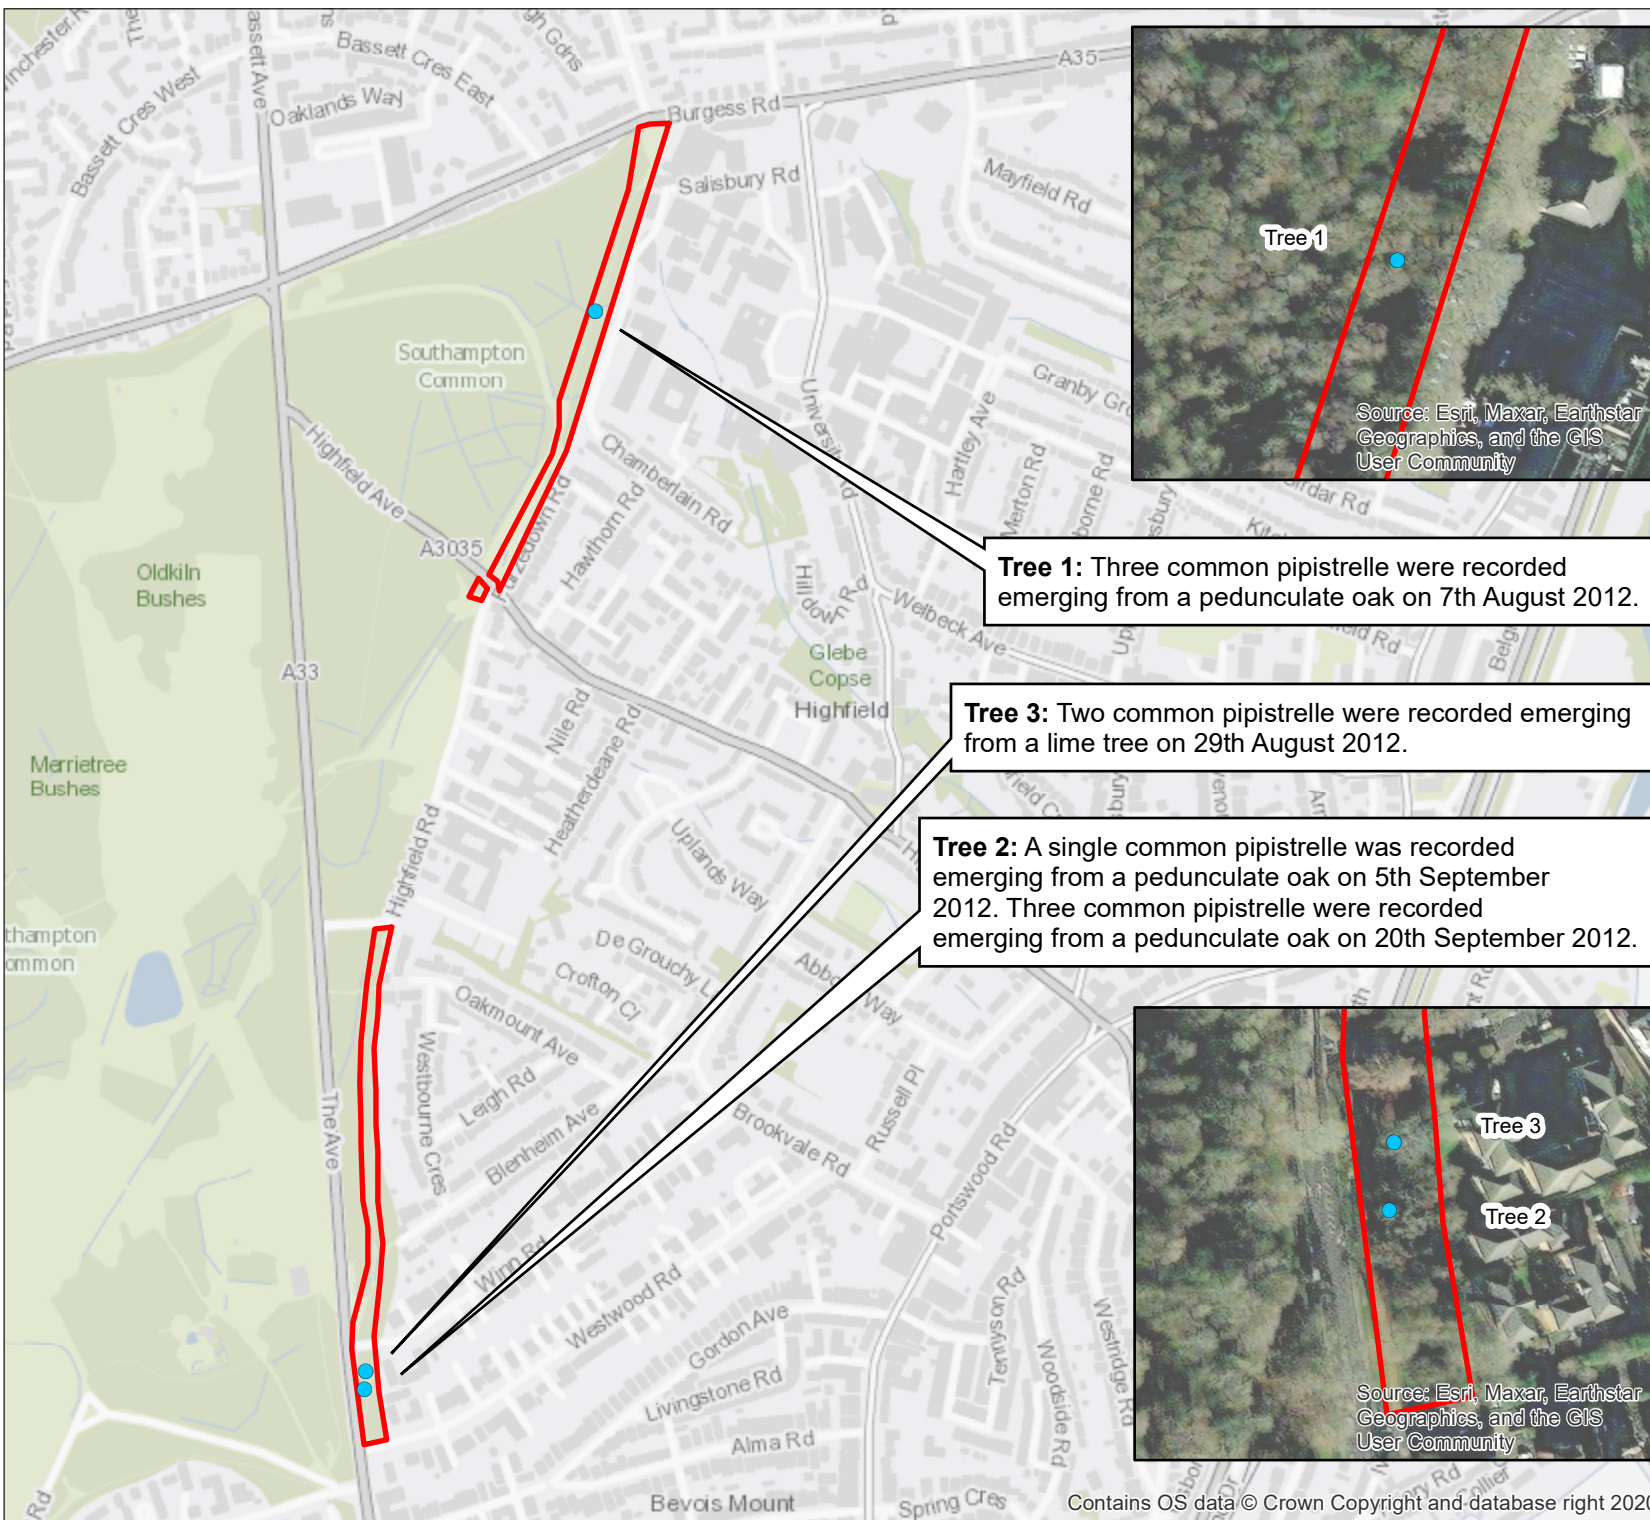 Bassett Ave
Bassett Cres West
Bassett Cres East
Oaklands Way
Burgess Rd
A35
Salisbury Rd
Mayfield Rd
Tree 1
Source: Esri, Maxar, Earthstar
Geographics, and the GIS
User Community
Southampton
Common
Granby Gro
Hartley Ave
Highfield Ave
Chamberlain Rd
Merton Rd
Hawthorn Rd
A3035
Oldkiln
Bushes
Hilldown Rd
Welbeck Ave
Tree 1: Three common pipistrelle were recorded
emerging from a pedunculate oak on 7th August 2012.
A33
Glebe
Copse
Highfield
Nile Rd
Heatherdeane Rd
Tree 3: Two common pipistrelle were recorded emerging
from a lime tree on 29th August 2012.
Merrietree
Bushes
Highfield Rd
Uplands Way
Tree 2: A single common pipistrelle was recorded
emerging from a pedunculate oak on 5th September
2012. Three common pipistrelle were recorded
emerging from a pedunculate oak on 20th September 2012.
thampton
ommon
De Grouchy L
Crofton Cl
Oakmount Ave
Westbourne Cres
Leigh Rd
Blenheim Ave
The Ave
Brookvale Rd
Russell Pl
Portswood Rd
Tree 3
Tree 2
Winn Rd
Westwood Rd
Gordon Ave
Livingstone Rd
Tennyson Rd
Woodside Rd
Westridge Rd
Alma Rd
Source: Esri, Maxar, Earthstar
Geographics, and the GIS
User Community
Bevois Mount
Spring Cres
Contains OS data © Crown Copyright and database right 2020